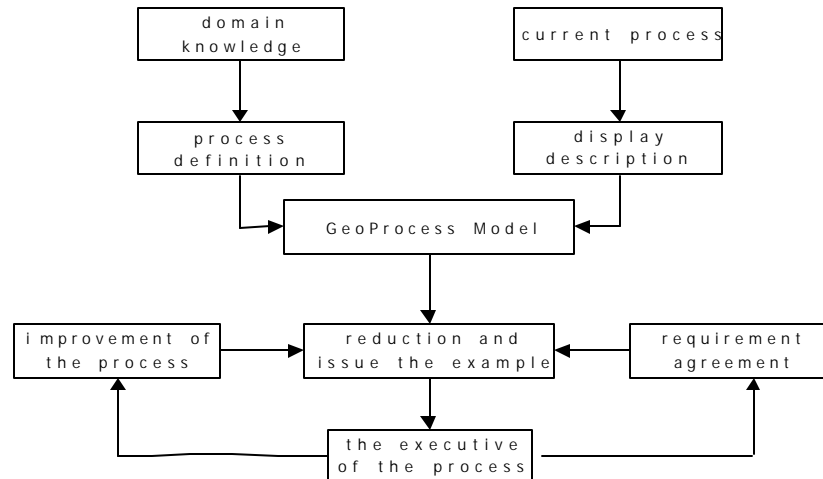 domain
knowledge
current process
process
definition
display
description
GeoProcess Model
improvement of
the process
reduction and
issue the example
requirement
agreement
the executive
of the process